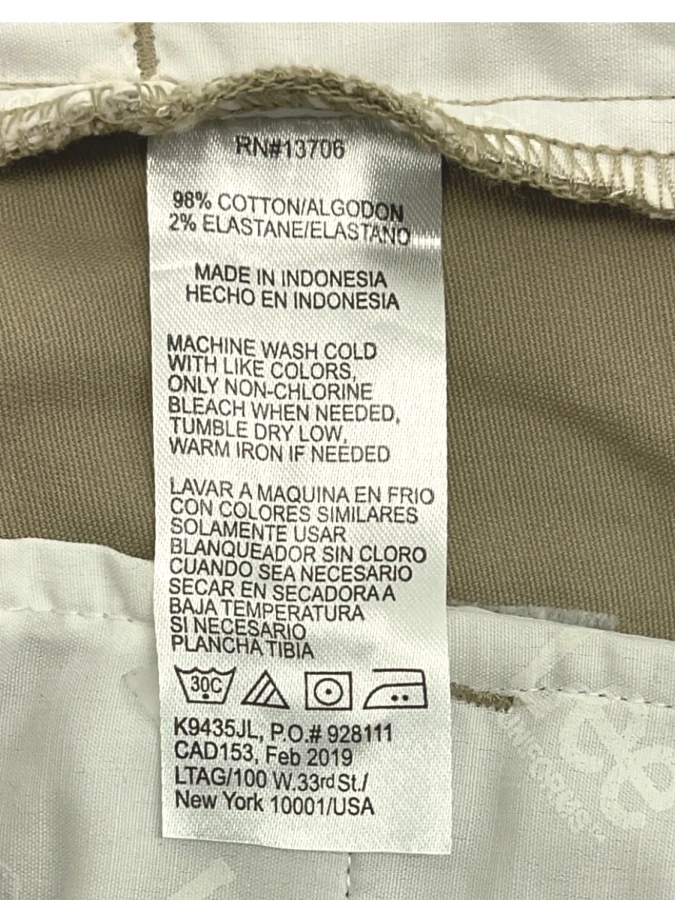 RN#13706
98% COTTON/ALGODON
2% ELASTANE/ELASTANO
MADE IN INDONESIA
HECHO EN INDONESIA
MACHINE WASH COLD
WITH LIKE COLORS,
ONLY NON-CHLORINE
BLEACH WHEN NEEDED,
TUMBLE DRY LOW,
WARM IRON IF NEEDED
LAVAR A MAQUINA EN FRIO
CON COLORES SIMILARES
SOLAMENTE USAR
BLANQUEADOR SIN CLORO
CUANDO SEA NECESARIO
SECAR EN SECADORA A
BAJA TEMPERATURA
SI NECESARIO
PLANCHA TIBIA
30C
K9435JL, P.O.# 928111
CAD153, Feb 2019
LTAG/100 W.33rd St./
New York 10001/USA